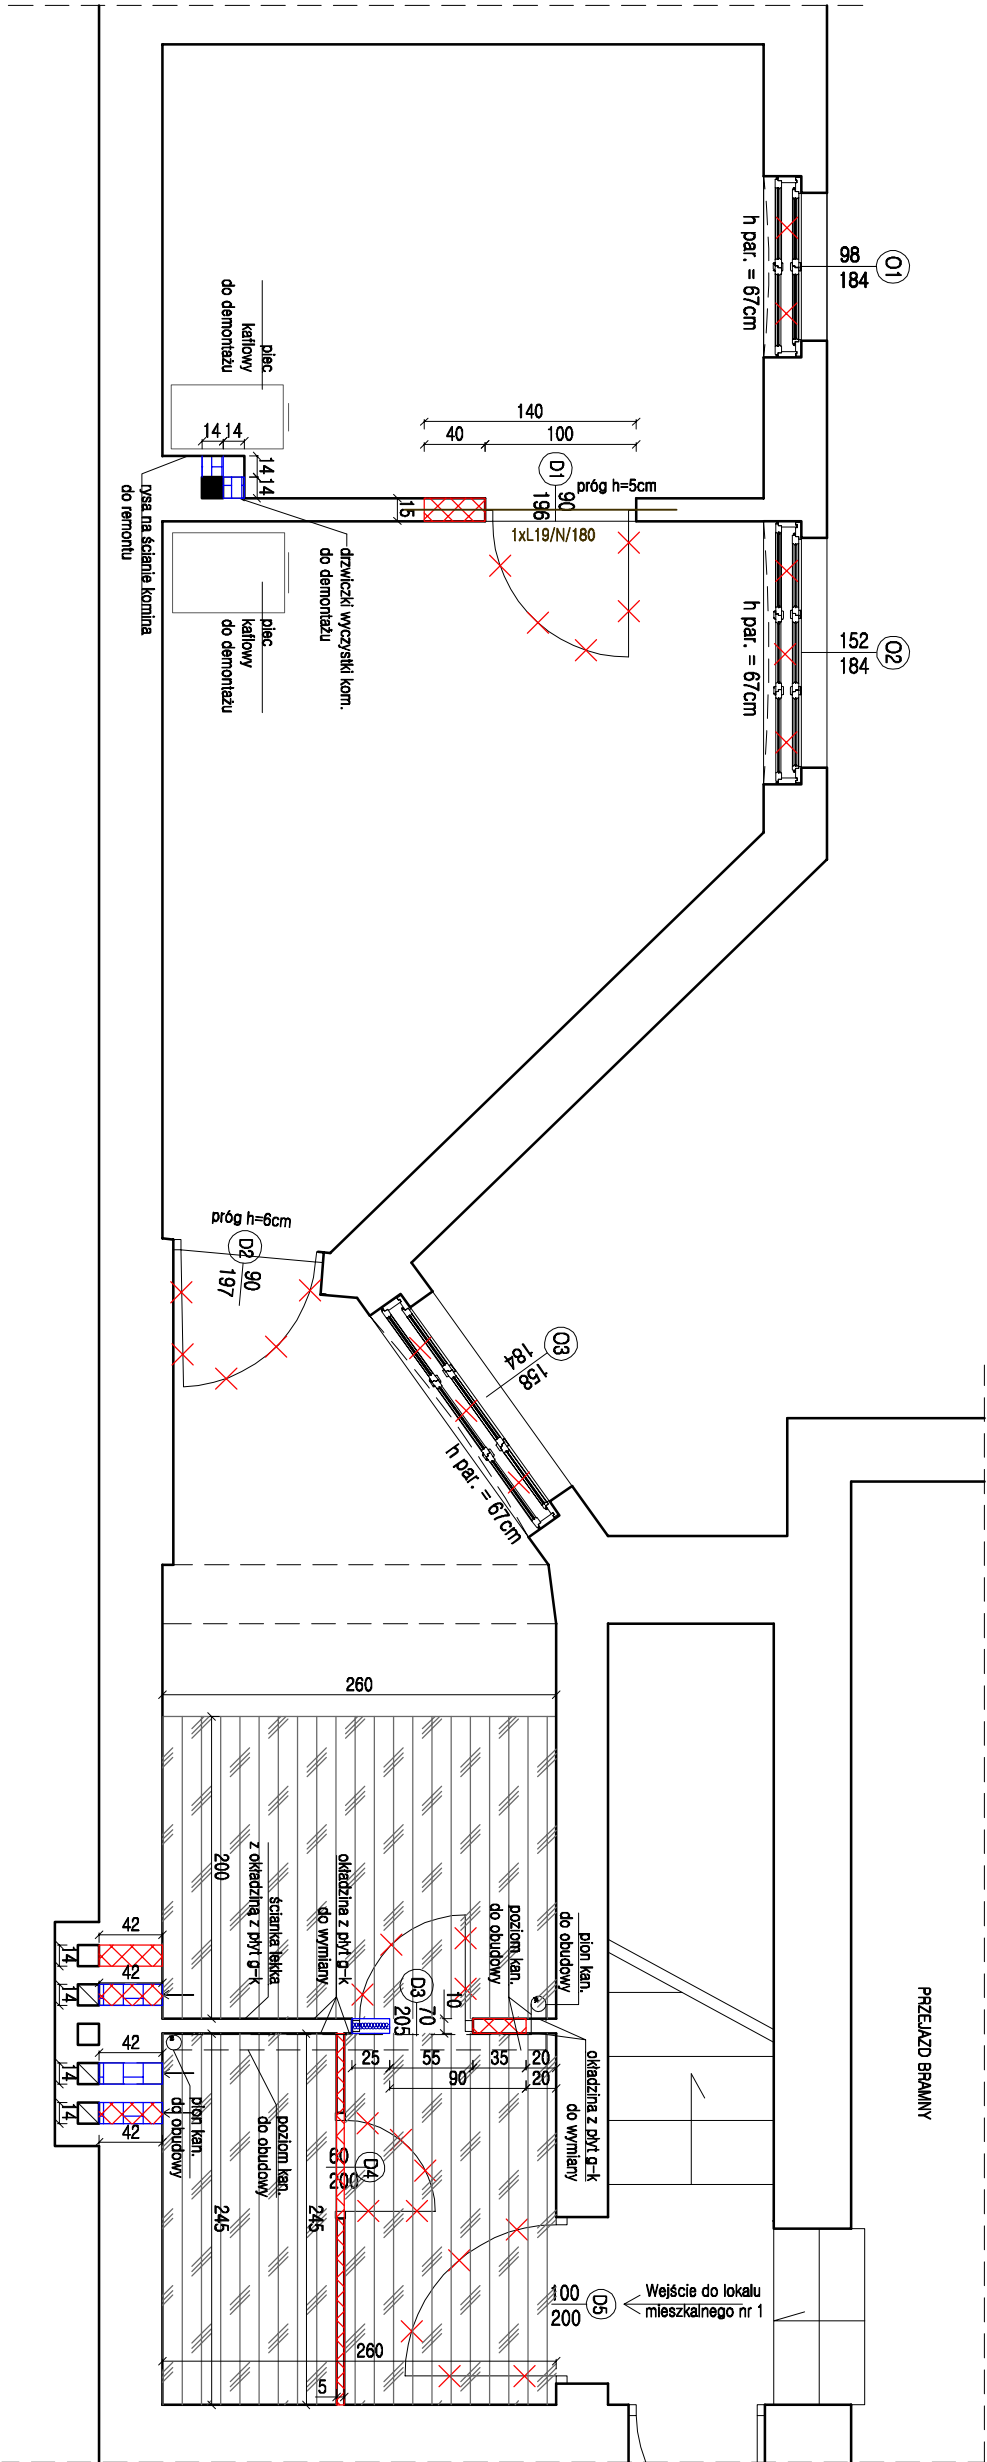 O1
98
184
h par. = 67cm
piec
kaflowy
do demontażu
140
40
100
14
14
14
14
D1
90
196
próg h=5cm
15
1xL19/N/180
rysa na ścianie komina
do remontu
drzwiczki wyczystki kom.
do demontażu
piec
kaflowy
do demontażu
O2
152
184
h par. = 67cm
próg h=6cm
D2
90
197
O3
158
184
h par. = 67cm
260
200
ścianka lekka
z okładziną z płyt g-k
okładzina z płyt g-k
do wymiany
poziom kan.
do obudowy
pion kan.
do obudowy
D3
70
205
10
42
14
42
14
42
14
42
14
25
55
35
20
90
20
okładzina z płyt g-k
do wymiany
pion kan.
do obudowy
poziom kan.
do obudowy
60
200
D4
245
245
100
200
D5
Wejście do lokalu
mieszkalnego nr 1
260
5
PRZEJAZD BRAMNY